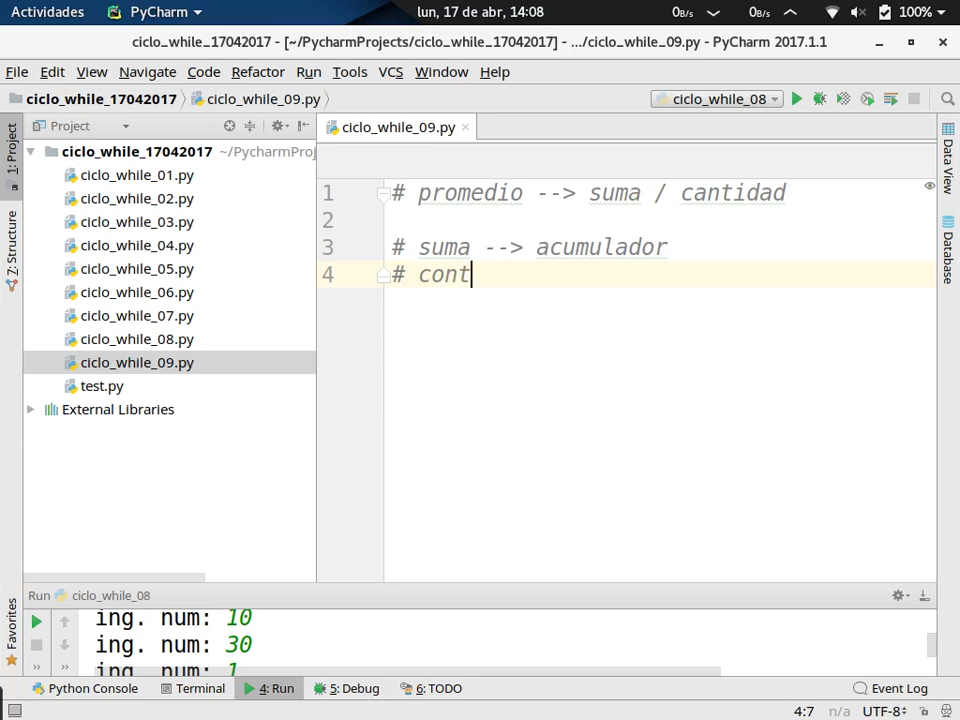 Actividades PyCharm lun, 17 de abr, 14:08 0B/s 0B/s 100%
ciclo_while_17042017 - [~/PycharmProjects/ciclo_while_17042017] - .../ciclo_while_09.py - PyCharm 2017.1.1
File Edit View Navigate Code Refactor Run Tools VCS Window Help
ciclo_while_17042017 ciclo_while_09.py ciclo_while_08
1: Project
7: Structure
Favorites
Project
ciclo_while_17042017 ~/PycharmProj
ciclo_while_01.py
ciclo_while_02.py
ciclo_while_03.py
ciclo_while_04.py
ciclo_while_05.py
ciclo_while_06.py
ciclo_while_07.py
ciclo_while_08.py
ciclo_while_09.py
test.py
External Libraries
ciclo_while_09.py
1 # promedio --> suma / cantidad
2
3 # suma --> acumulador
4 # cont
Data View
Database
Run ciclo_while_08
ing. num: 10
ing. num: 30
ing. num: 1
Python Console Terminal 4: Run 5: Debug 6: TODO Event Log
4:7 n/a UTF-8